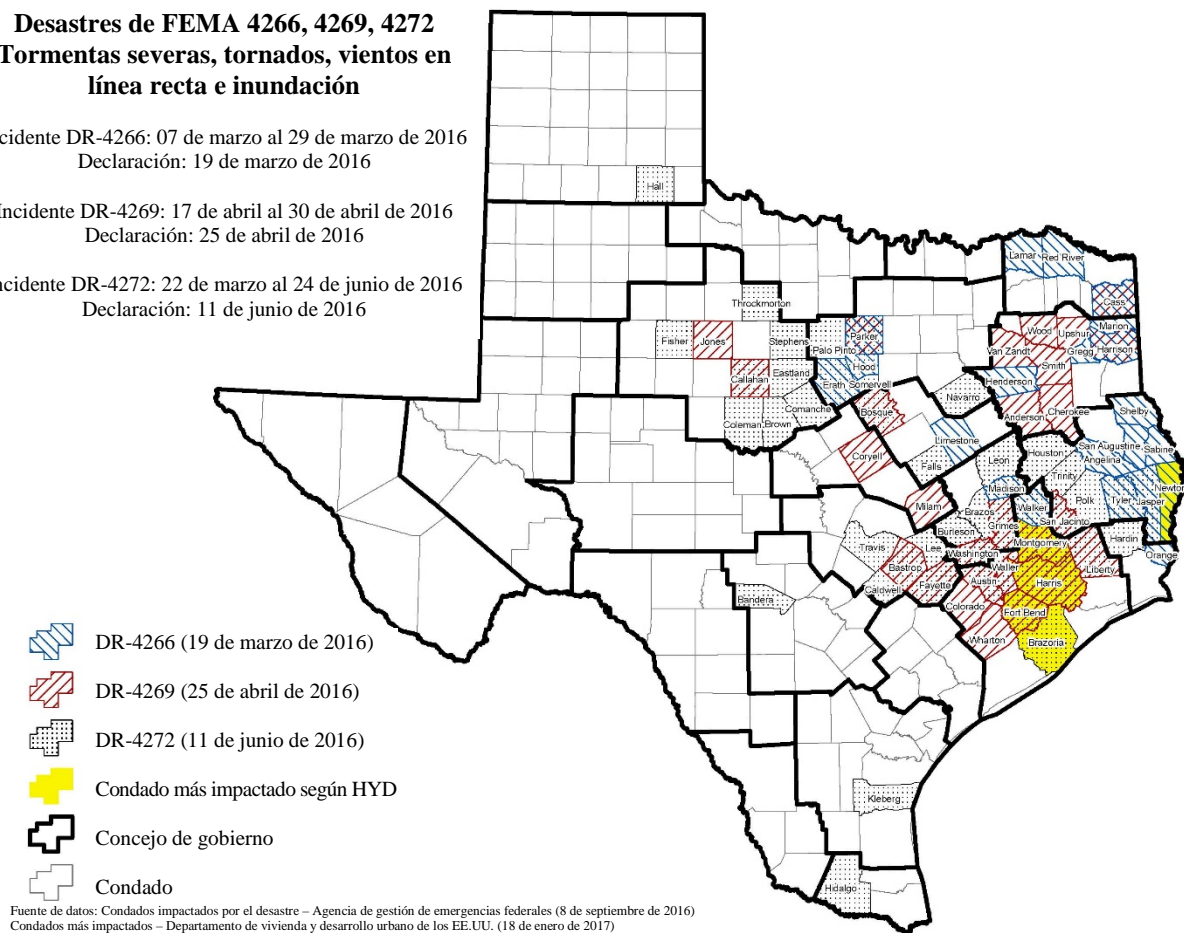 Desastres de FEMA 4266, 4269, 4272
Tormentas severas, tornados, vientos en
línea recta e inundación
cidente DR-4266: 07 de marzo al 29 de marzo de 2016
Declaración: 19 de marzo de 2016
Incidente DR-4269: 17 de abril al 30 de abril de 2016
Declaración: 25 de abril de 2016
ncidente DR-4272: 22 de marzo al 24 de junio de 2016
Declaración: 11 de junio de 2016
Hall
Lamar Red River
Cass
Throckmorton
Fisher Jones Stephens Palo Pinto Parker
Wood Upshur Marion
Van Zandt Gregg Harrison
Callahan Eastland Erath Hood Somervell
Smith
Henderson
Comanche
Navarro
Anderson Cherokee
Coleman Brown
Bosque
Shelby
Limestone
Coryell
Falls
Leon
Houston
San Augustine Sabine
Angelina
Trinity
Madison
Newton
Milam
Brazos
Walker
Polk
Tyler Jasper
Burleson
Grimes
San Jacinto
Travis
Lee
Washington
Montgomery
Hardin
Orange
Bastrop
Waller
Liberty
Caldwell
Fayette
Austin
Harris
Bandera
Colorado
Fort Bend
Wharton
Brazoria
Kleberg
Hidalgo
DR-4266 (19 de marzo de 2016)
DR-4269 (25 de abril de 2016)
DR-4272 (11 de junio de 2016)
Condado más impactado según HYD
Concejo de gobierno
Condado
Fuente de datos: Condados impactados por el desastre – Agencia de gestión de emergencias federales (8 de septiembre de 2016)
Condados más impactados – Departamento de vivienda y desarrollo urbano de los EE.UU. (18 de enero de 2017)